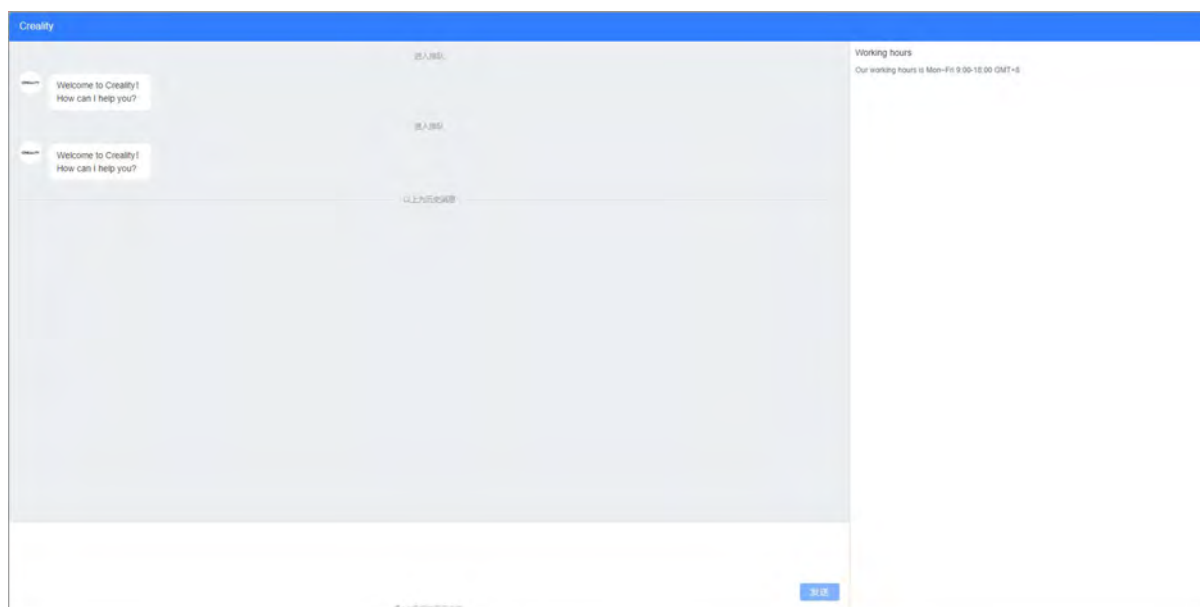 Creality
进入排队
CREALITY
Welcome to Creality!
How can I help you?
进入排队
CREALITY
Welcome to Creality!
How can I help you?
以上为历史消息
Working hours
Our working hours is Mon-Fri 9:00-18:00 GMT+8
发送